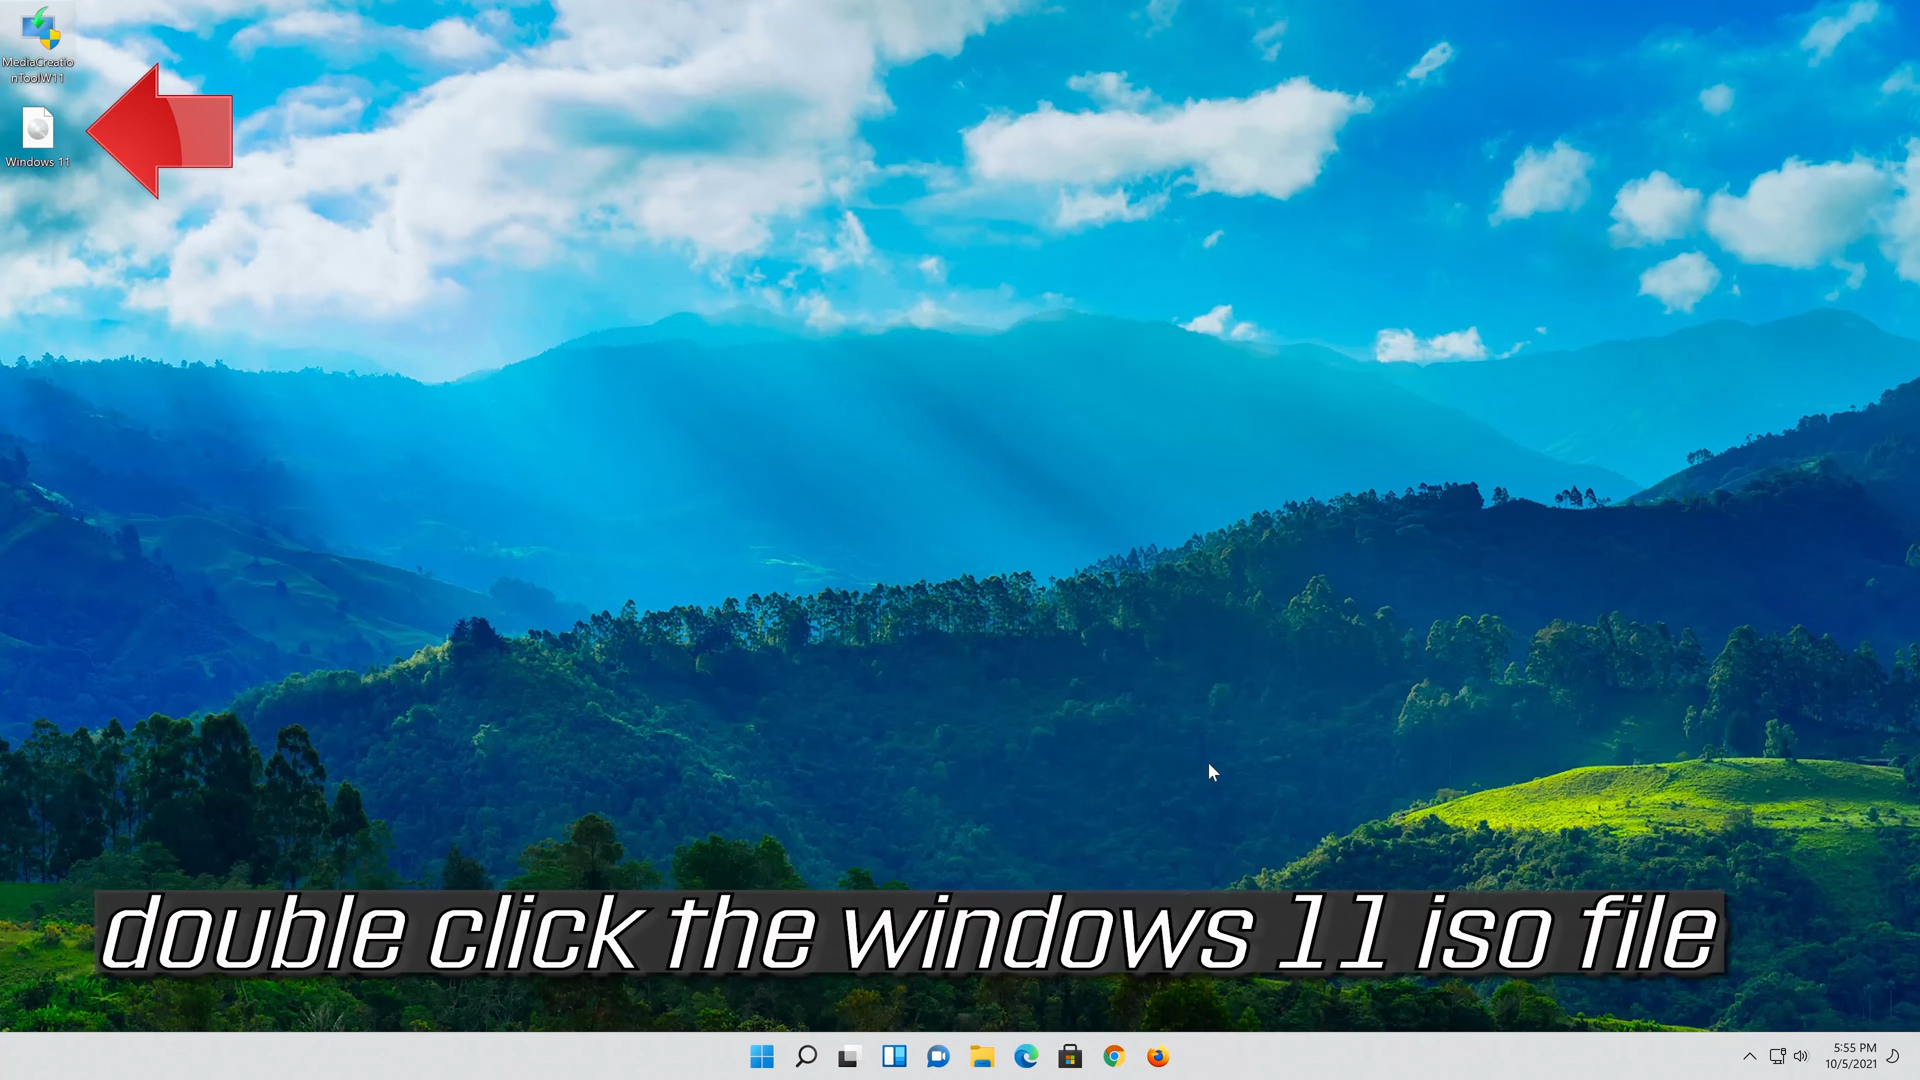 MediaCreatio
nToolW11
Windows 11
double click the windows 11 iso file
5:55 PM
10/5/2021